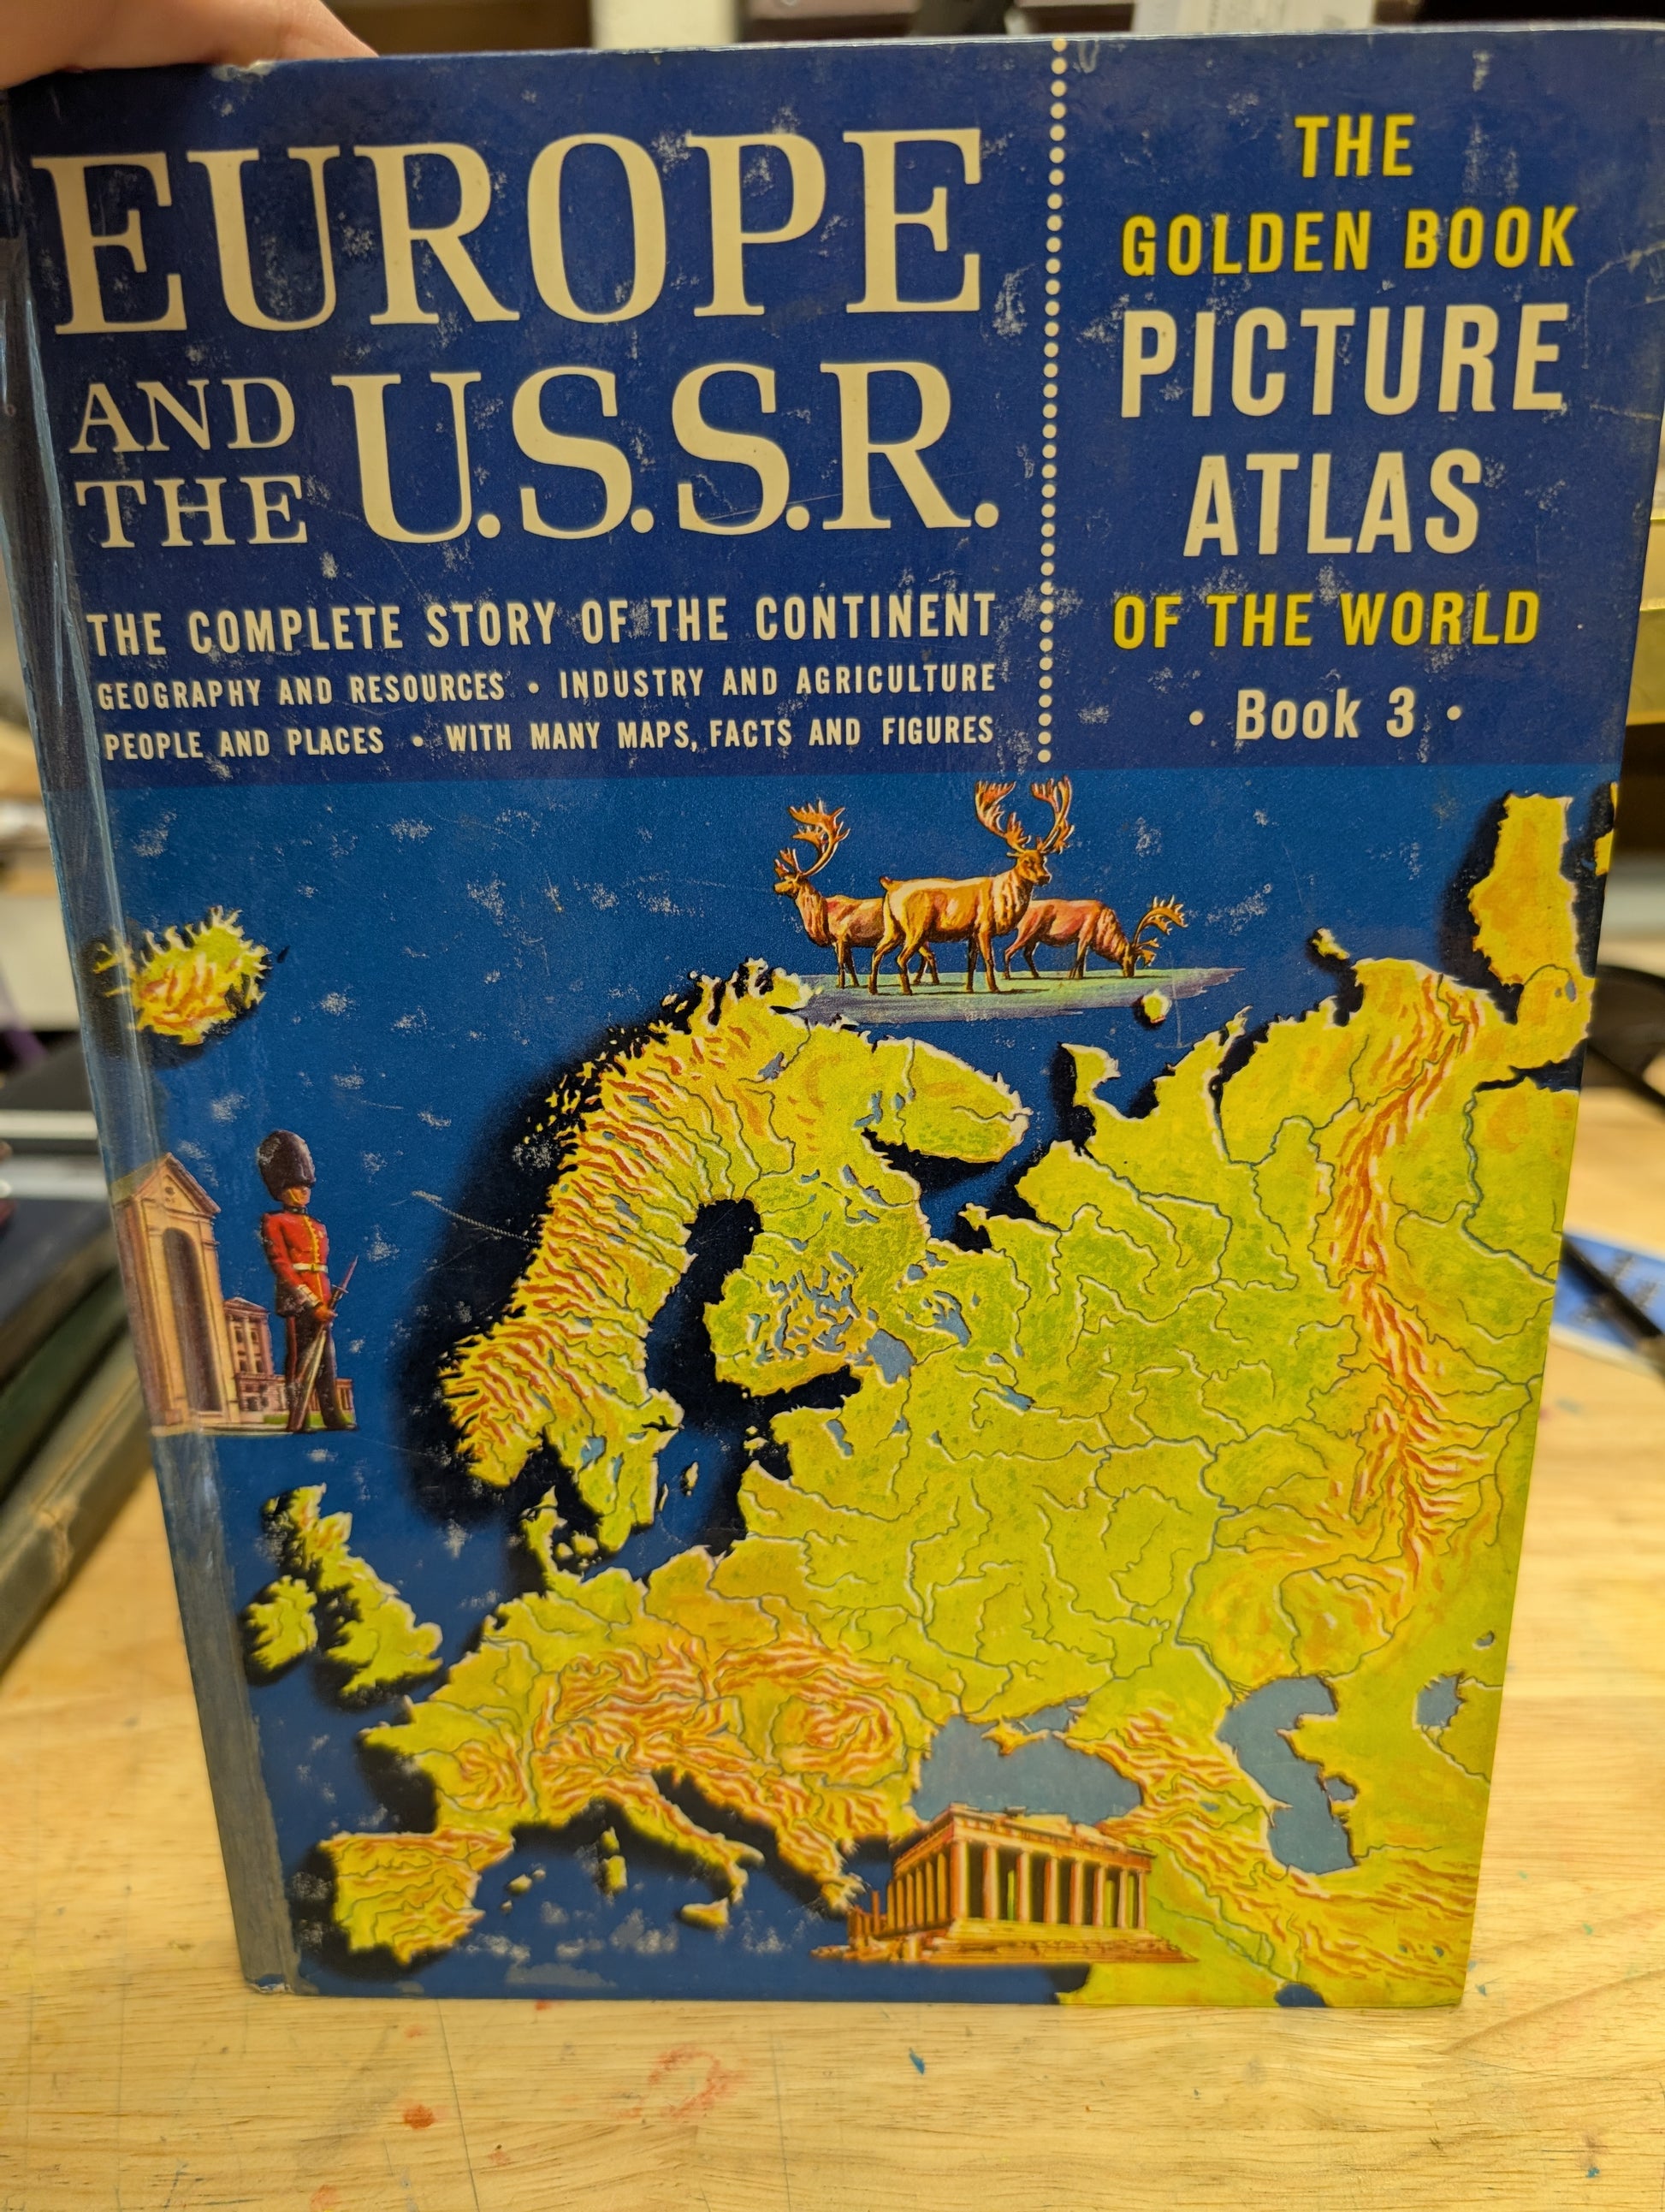 EUROPE
AND THE U.S.S.R.
THE COMPLETE STORY OF THE CONTINENT
GEOGRAPHY AND RESOURCES • INDUSTRY AND AGRICULTURE
PEOPLE AND PLACES • WITH MANY MAPS, FACTS AND FIGURES
THE
GOLDEN BOOK
PICTURE
ATLAS
OF THE WORLD
• Book 3 •